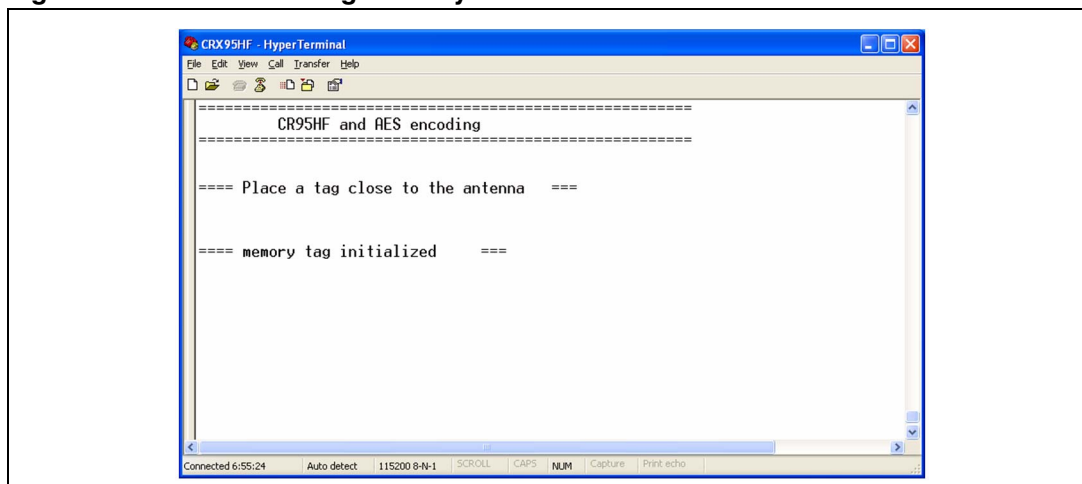 CRX95HF - HyperTerminal
File Edit View Call Transfer Help
=========================================================
CR95HF and AES encoding
=========================================================
==== Place a tag close to the antenna ===
==== memory tag initialized ===
Connected 6:55:24 Auto detect 115200 8-N-1 SCROLL CAPS NUM Capture Print echo